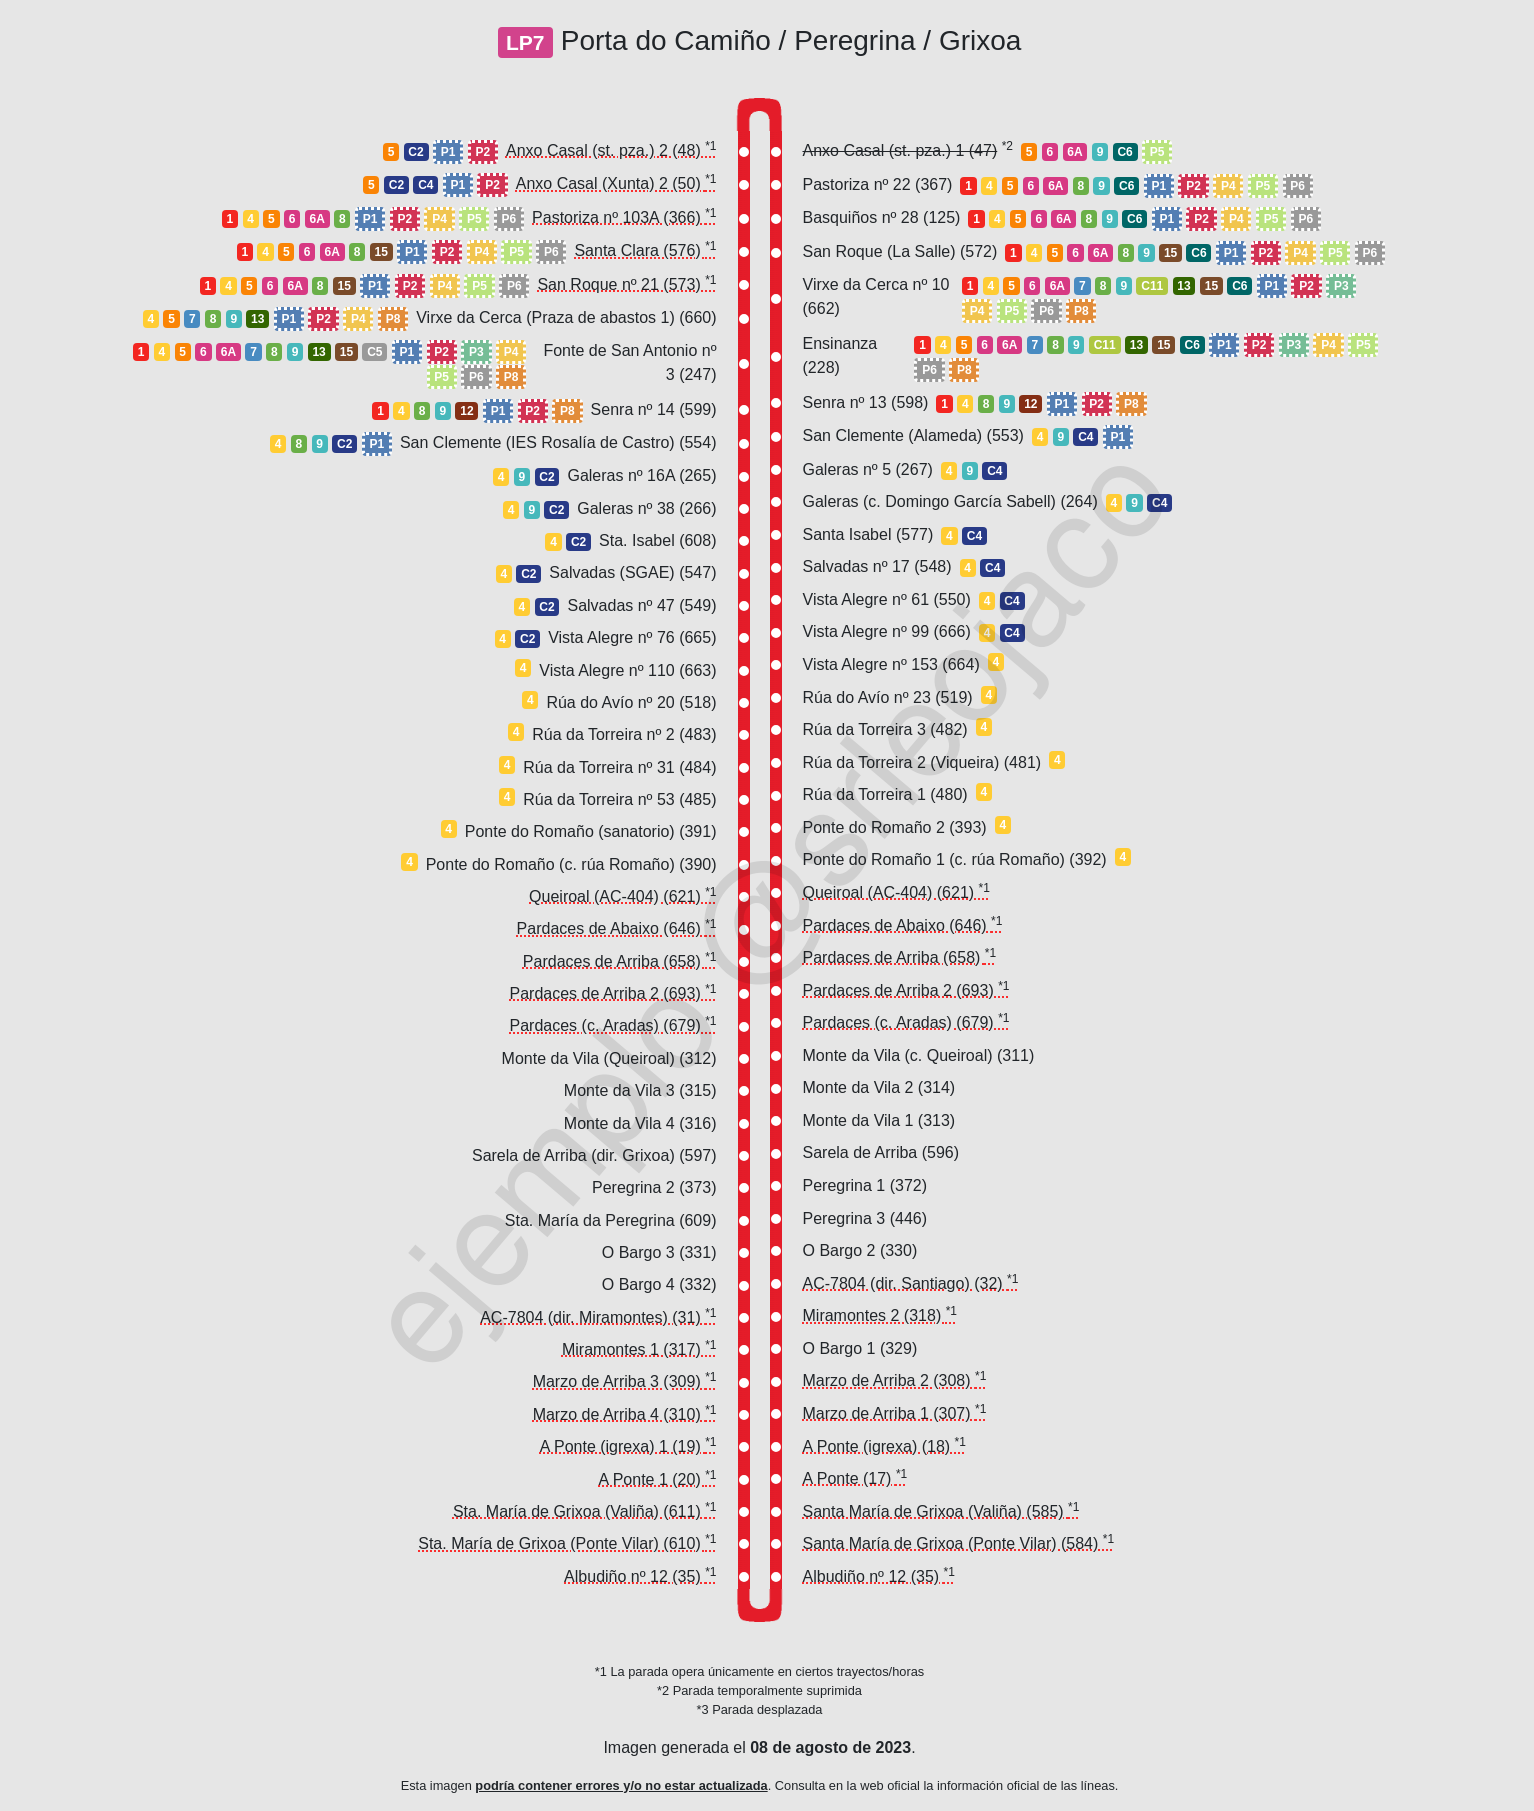 LP7 Porta do Camiño / Peregrina / Grixoa
5 C2 P1 P2 Anxo Casal (st. pza.) 2 (48) *1
5 C2 C4 P1 P2 Anxo Casal (Xunta) 2 (50) *1
1 4 5 6 6A 8 P1 P2 P4 P5 P6 Pastoriza nº 103A (366) *1
1 4 5 6 6A 8 15 P1 P2 P4 P5 P6 Santa Clara (576) *1
1 4 5 6 6A 8 15 P1 P2 P4 P5 P6 San Roque nº 21 (573) *1
4 5 7 8 9 13 P1 P2 P4 P8 Virxe da Cerca (Praza de abastos 1) (660)
1 4 5 6 6A 7 8 9 13 15 C5 P1 P2 P3 P4 Fonte de San Antonio nº
P5 P6 P8 3 (247)
1 4 8 9 12 P1 P2 P8 Senra nº 14 (599)
4 8 9 C2 P1 San Clemente (IES Rosalía de Castro) (554)
4 9 C2 Galeras nº 16A (265)
4 9 C2 Galeras nº 38 (266)
4 C2 Sta. Isabel (608)
4 C2 Salvadas (SGAE) (547)
4 C2 Salvadas nº 47 (549)
4 C2 Vista Alegre nº 76 (665)
4 Vista Alegre nº 110 (663)
4 Rúa do Avío nº 20 (518)
4 Rúa da Torreira nº 2 (483)
4 Rúa da Torreira nº 31 (484)
4 Rúa da Torreira nº 53 (485)
4 Ponte do Romaño (sanatorio) (391)
4 Ponte do Romaño (c. rúa Romaño) (390)
Queiroal (AC-404) (621) *1
Pardaces de Abaixo (646) *1
Pardaces de Arriba (658) *1
Pardaces de Arriba 2 (693) *1
Pardaces (c. Aradas) (679) *1
Monte da Vila (Queiroal) (312)
Monte da Vila 3 (315)
Monte da Vila 4 (316)
Sarela de Arriba (dir. Grixoa) (597)
Peregrina 2 (373)
Sta. María da Peregrina (609)
O Bargo 3 (331)
O Bargo 4 (332)
AC-7804 (dir. Miramontes) (31) *1
Miramontes 1 (317) *1
Marzo de Arriba 3 (309) *1
Marzo de Arriba 4 (310) *1
A Ponte (igrexa) 1 (19) *1
A Ponte 1 (20) *1
Sta. María de Grixoa (Valiña) (611) *1
Sta. María de Grixoa (Ponte Vilar) (610) *1
Albudiño nº 12 (35) *1
Anxo Casal (st. pza.) 1 (47) *2 5 6 6A 9 C6 P5
Pastoriza nº 22 (367) 1 4 5 6 6A 8 9 C6 P1 P2 P4 P5 P6
Basquiños nº 28 (125) 1 4 5 6 6A 8 9 C6 P1 P2 P4 P5 P6
San Roque (La Salle) (572) 1 4 5 6 6A 8 9 15 C6 P1 P2 P4 P5 P6
Virxe da Cerca nº 10 1 4 5 6 6A 7 8 9 C11 13 15 C6 P1 P2 P3
(662) P4 P5 P6 P8
Ensinanza 1 4 5 6 6A 7 8 9 C11 13 15 C6 P1 P2 P3 P4 P5
(228) P6 P8
Senra nº 13 (598) 1 4 8 9 12 P1 P2 P8
San Clemente (Alameda) (553) 4 9 C4 P1
Galeras nº 5 (267) 4 9 C4
Galeras (c. Domingo García Sabell) (264) 4 9 C4
Santa Isabel (577) 4 C4
Salvadas nº 17 (548) 4 C4
Vista Alegre nº 61 (550) 4 C4
Vista Alegre nº 99 (666) 4 C4
Vista Alegre nº 153 (664) 4
Rúa do Avío nº 23 (519) 4
Rúa da Torreira 3 (482) 4
Rúa da Torreira 2 (Viqueira) (481) 4
Rúa da Torreira 1 (480) 4
Ponte do Romaño 2 (393) 4
Ponte do Romaño 1 (c. rúa Romaño) (392) 4
Queiroal (AC-404) (621) *1
Pardaces de Abaixo (646) *1
Pardaces de Arriba (658) *1
Pardaces de Arriba 2 (693) *1
Pardaces (c. Aradas) (679) *1
Monte da Vila (c. Queiroal) (311)
Monte da Vila 2 (314)
Monte da Vila 1 (313)
Sarela de Arriba (596)
Peregrina 1 (372)
Peregrina 3 (446)
O Bargo 2 (330)
AC-7804 (dir. Santiago) (32) *1
Miramontes 2 (318) *1
O Bargo 1 (329)
Marzo de Arriba 2 (308) *1
Marzo de Arriba 1 (307) *1
A Ponte (igrexa) (18) *1
A Ponte (17) *1
Santa María de Grixoa (Valiña) (585) *1
Santa María de Grixoa (Ponte Vilar) (584) *1
Albudiño nº 12 (35) *1
ejemplo @srleojaco
*1 La parada opera únicamente en ciertos trayectos/horas
*2 Parada temporalmente suprimida
*3 Parada desplazada
Imagen generada el 08 de agosto de 2023.
Esta imagen podría contener errores y/o no estar actualizada. Consulta en la web oficial la información oficial de las líneas.